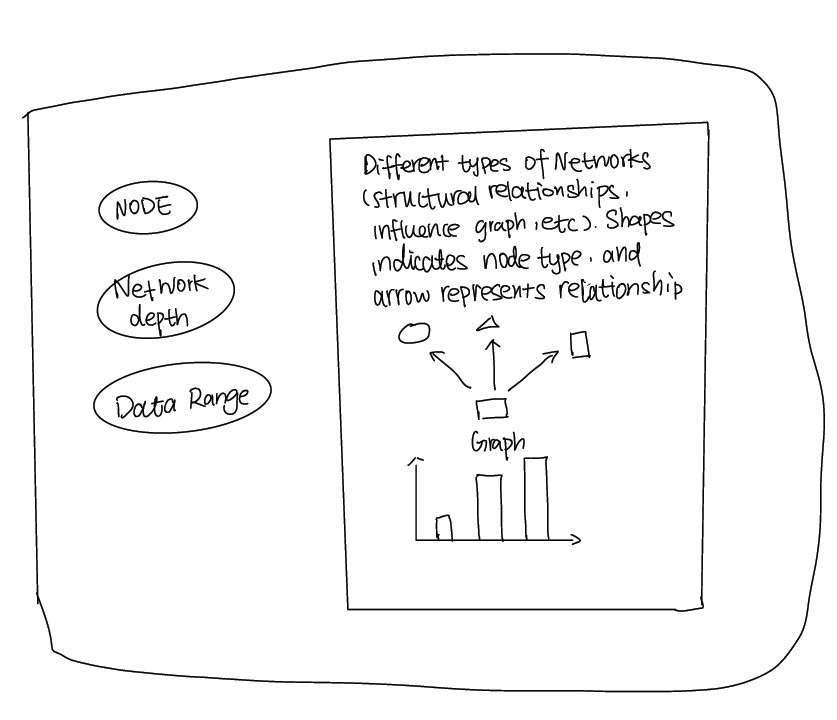 NODE
Network
depth
Data Range
Different types of Networks
(structural relationships,
influence graph, etc). Shapes
indicates node type, and
arrow represents relationship
Graph